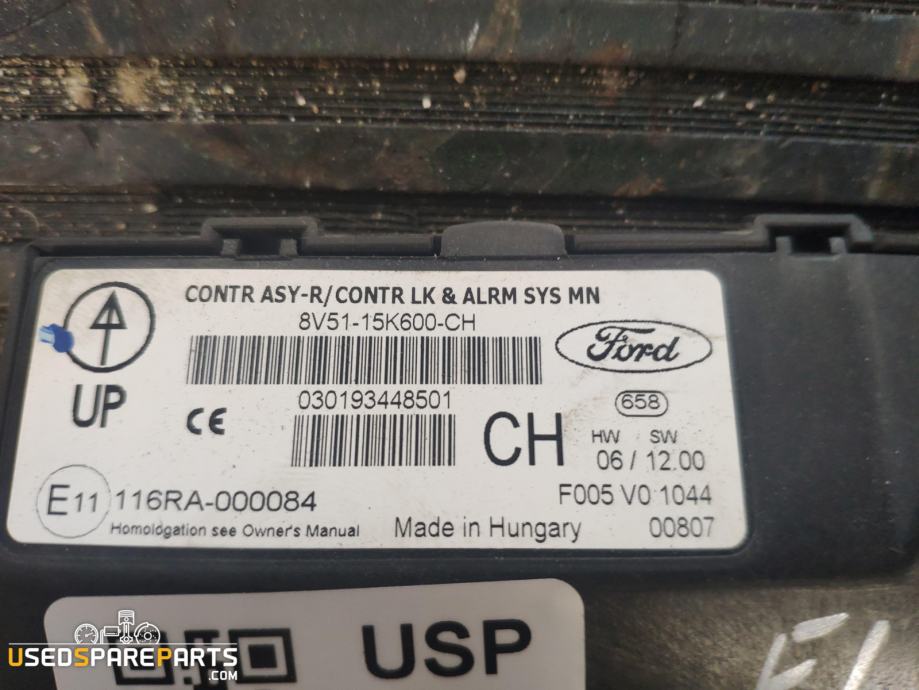 CONTR ASY-R/CONTR LK & ALRM SYS MN
8V51-15K600-CH
Ford
UP
CE
030193448501
CH
658
HW SW
06 / 12.00
E11
116RA-000084
F005 V0 1044
Homologation see Owner's Manual
Made in Hungary
00807
USP
USEDSPAREPARTS
.COM